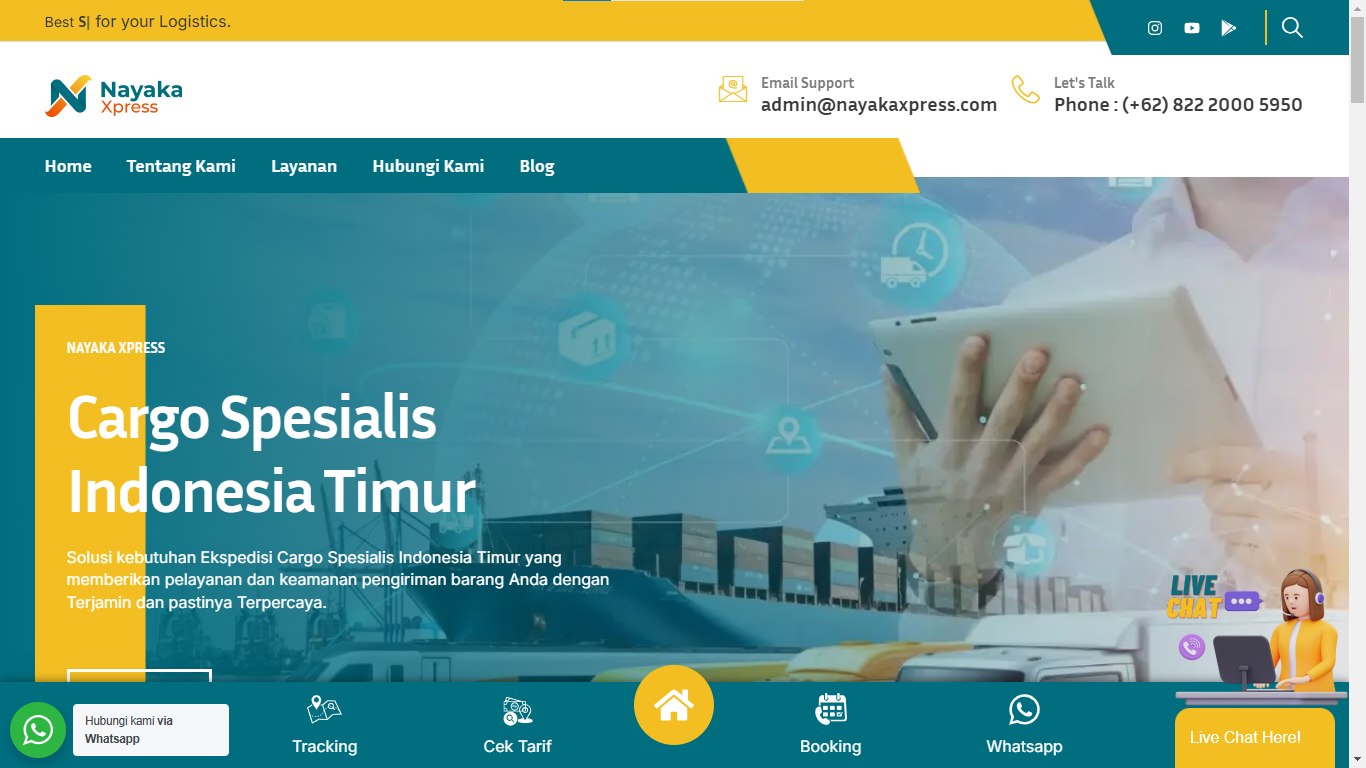 Best S| for your Logistics.
Nayaka
Xpress
Email Support
admin@nayakaxpress.com
Let's Talk
Phone : (+62) 822 2000 5950
Home
Tentang Kami
Layanan
Hubungi Kami
Blog
NAYAKA XPRESS
Cargo Spesialis
Indonesia Timur
Solusi kebutuhan Ekspedisi Cargo Spesialis Indonesia Timur yang
memberikan pelayanan dan keamanan pengiriman barang Anda dengan
Terjamin dan pastinya Terpercaya.
LIVE
CHAT
Hubungi kami via
Whatsapp
Tracking
Cek Tarif
Booking
Whatsapp
Live Chat Here!